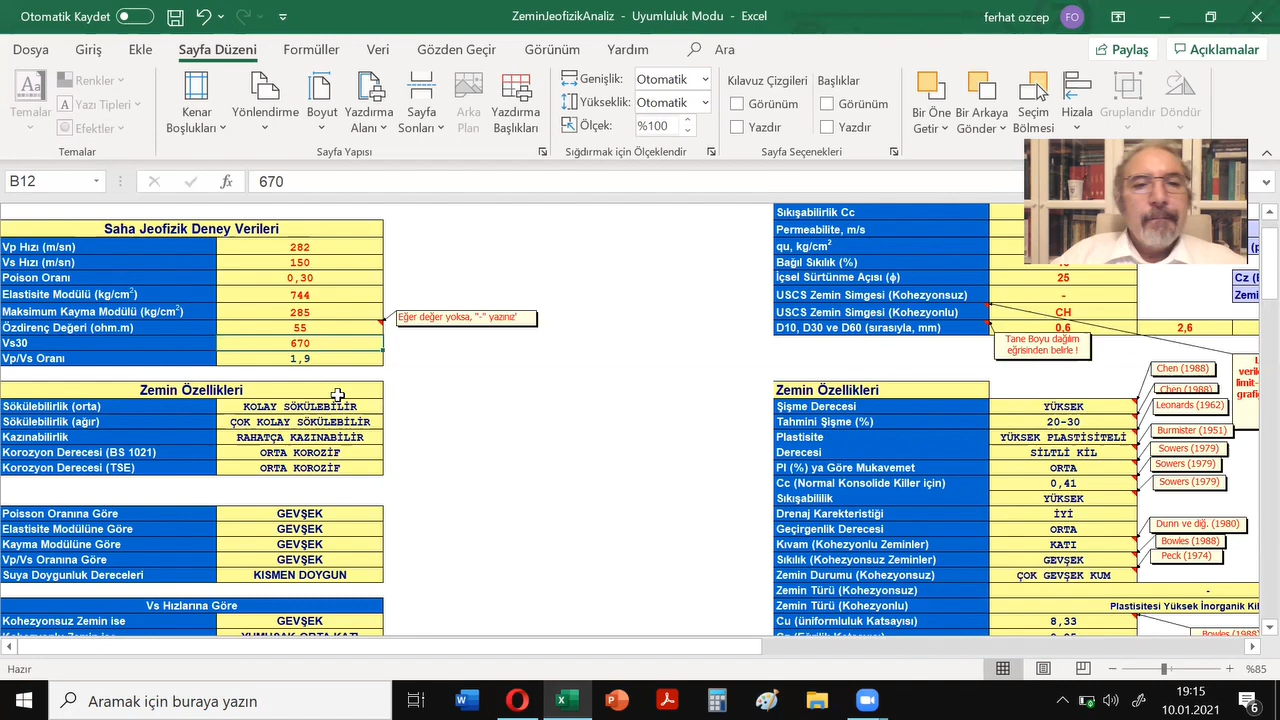 Otomatik Kaydet
ZeminJeofizikAnaliz - Uyumluluk Modu - Excel
ferhat ozcep
FO
Dosya
Giriş
Ekle
Sayfa Düzeni
Formüller
Veri
Gözden Geçir
Görünüm
Yardım
Ara
Paylaş
Açıklamalar
Temalar
Renkler
Yazı Tipleri
Efektler
Temalar
Kenar Boşlukları
Yönlendirme
Boyut
Yazdırma Alanı
Sayfa Sonları
Arka Plan
Yazdırma Başlıkları
Sayfa Yapısı
Genişlik: Otomatik
Yükseklik: Otomatik
Ölçek: %100
Sığdırmak için Ölçeklendir
Kılavuz Çizgileri
Görünüm
Yazdır
Başlıklar
Görünüm
Yazdır
Sayfa Seçenekleri
Bir Öne Getir
Bir Arkaya Gönder
Seçim Bölmesi
Hizala
Gruplandır
Döndür
B12
fx
670
Saha Jeofizik Deney Verileri
Vp Hızı (m/sn) 282
Vs Hızı (m/sn) 150
Poison Oranı 0,30
Elastisite Modülü (kg/cm²) 744
Maksimum Kayma Modülü (kg/cm²) 285
Özdirenç Değeri (ohm.m) 55
Vs30 670
Vp/Vs Oranı 1,9
Eğer değer yoksa, "-" yazınız'
Zemin Özellikleri
Sökülebilirlik (orta) KOLAY SÖKÜLEBİLİR
Sökülebilirlik (ağır) ÇOK KOLAY SÖKÜLEBİLİR
Kazınabilirlik RAHATÇA KAZINABİLİR
Korozyon Derecesi (BS 1021) ORTA KOROZİF
Korozyon Derecesi (TSE) ORTA KOROZİF
Poisson Oranına Göre GEVŞEK
Elastisite Modülüne Göre GEVŞEK
Kayma Modülüne Göre GEVŞEK
Vp/Vs Oranına Göre GEVŞEK
Suya Doygunluk Dereceleri KISMEN DOYGUN
Vs Hızlarına Göre
Kohezyonsuz Zemin ise GEVŞEK
Sıkışabilirlik Cc
Permeabilite, m/s
qu, kg/cm²
Bağıl Sıkılık (%)
İçsel Sürtünme Açısı (ϕ) 25
USCS Zemin Simgesi (Kohezyonsuz) -
USCS Zemin Simgesi (Kohezyonlu) CH
D10, D30 ve D60 (sırasıyla, mm) 0,6 2,6
Tane Boyu dağılım
eğrisinden belirle !
Zemin Özellikleri
Şişme Derecesi YÜKSEK
Tahmini Şişme (%) 20-30
Plastisite YÜKSEK PLASTİSİTELİ
Derecesi SİLTLİ KİL
PI (%) ya Göre Mukavemet ORTA
Cc (Normal Konsolide Killer için) 0,41
Sıkışabililik YÜKSEK
Drenaj Karekteristiği İYİ
Geçirgenlik Derecesi ORTA
Kıvam (Kohezyonlu Zeminler) KATI
Sıkılık (Kohezyonsuz Zeminler) GEVŞEK
Zemin Durumu (Kohezyonsuz) ÇOK GEVŞEK KUM
Zemin Türü (Kohezyonsuz) -
Zemin Türü (Kohezyonlu) Plastisitesi Yüksek İnorganik Kil
Cu (üniformluluk Katsayısı) 8,33
Chen (1988)
Chen (1988)
Leonards (1962)
Burmister (1951)
Sowers (1979)
Sowers (1979)
Sowers (1979)
Dunn ve diğ. (1980)
Bowles (1988)
Peck (1974)
Bowles (1988)
Hazır
%85
Aramak için buraya yazın
19:15
10.01.2021
6